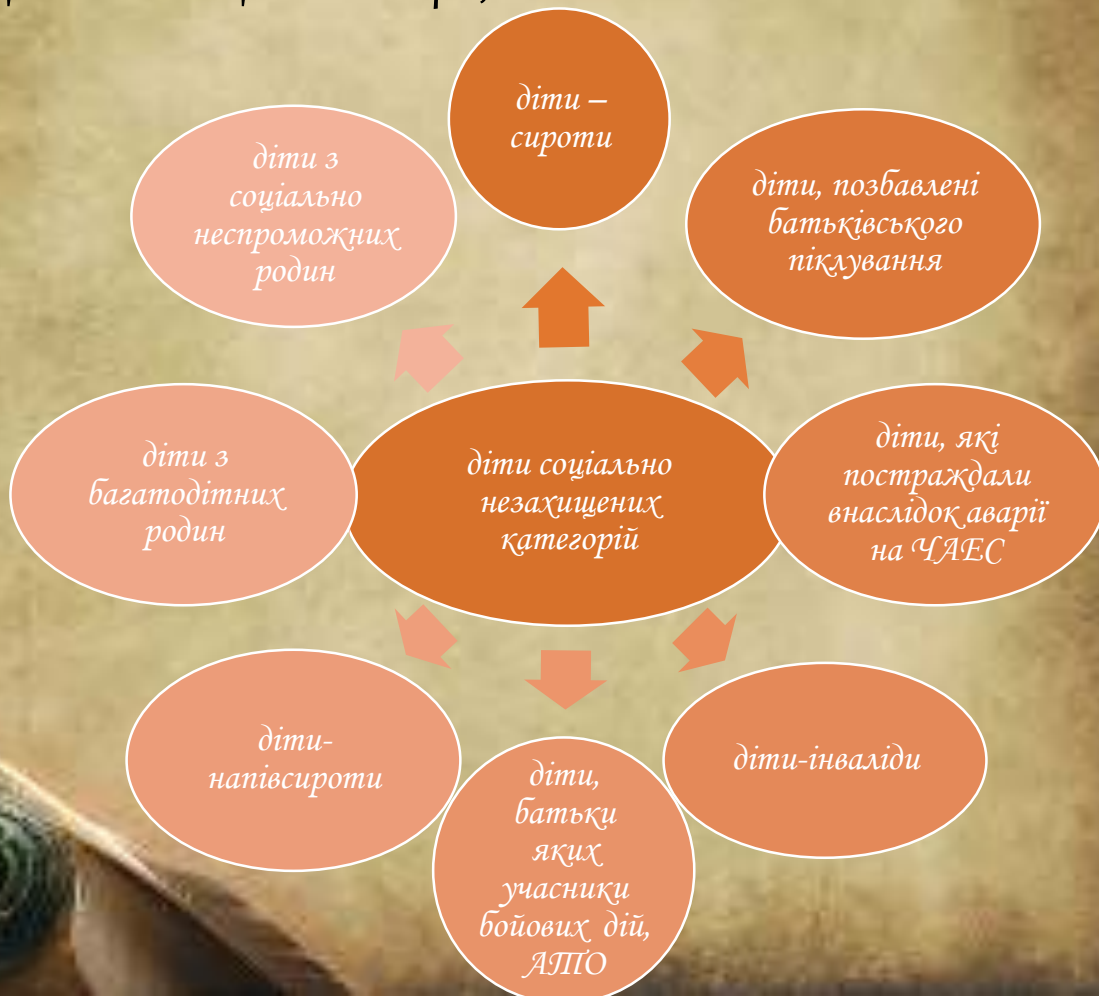 діти –
сироти
діти, позбавлені
батьківського
піклування
діти, які
постраждали
внаслідок аварії
на ЧАЕС
діти-інваліди
діти,
батьки
яких
учасники
бойових дій,
АТО
діти-
напівсироти
діти з
багатодітних
родин
діти з
соціально
неспроможних
родин
діти соціально
незахищених
категорій